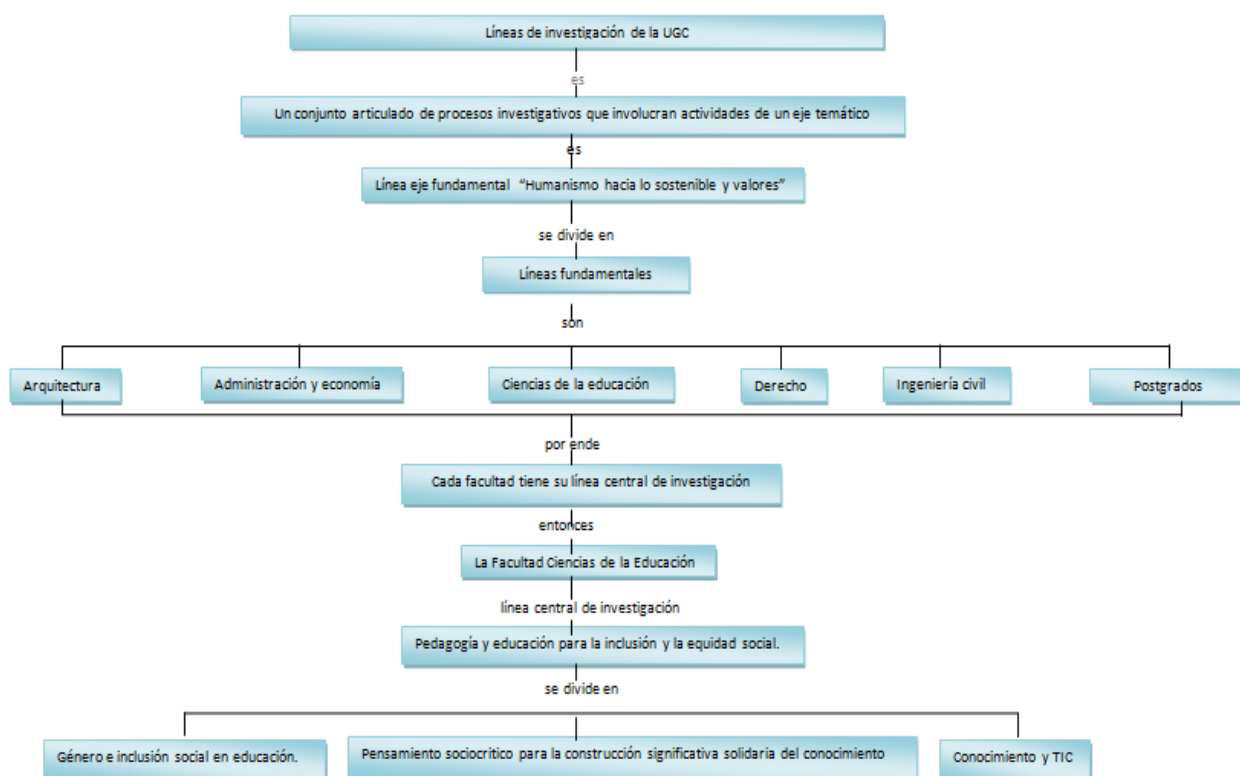 Líneas de investigación de la UGC
es
Un conjunto articulado de procesos investigativos que involucran actividades de un eje temático
es
Línea eje fundamental “Humanismo hacia lo sostenible y valores”
se divide en
Líneas fundamentales
son
Arquitectura
Administración y economía
Ciencias de la educación
Derecho
Ingeniería civil
Postgrados
por ende
Cada facultad tiene su línea central de investigación
entonces
La Facultad Ciencias de la Educación
línea central de investigación
Pedagogía y educación para la inclusión y la equidad social.
se divide en
Género e inclusión social en educación.
Pensamiento sociocritico para la construcción significativa solidaria del conocimiento
Conocimiento y TIC